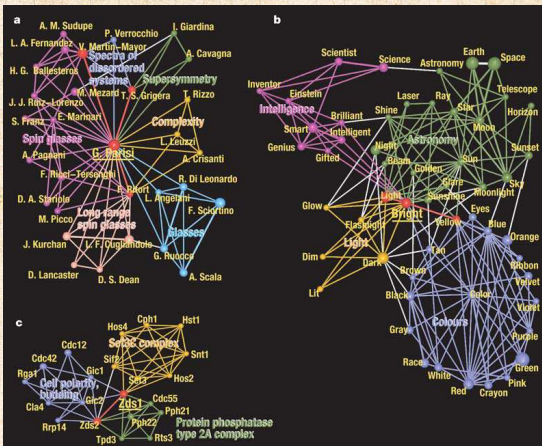 a
A. M. Sudupe
P. Verrocchio
I. Giardina
L. A. Fernandez
V. Martin–Mayor
Spectra of
disordered
systems
A. Cavagna
H. G. Ballesteros
M. Mezard
Supersymmetry
T. S. Grigera
T. Rizzo
J. J. Ruiz–Lorenzo
E. Marinari
S. Franz
Complexity
Spin glasses
L. Leuzzi
G. Parisi
A. Pagnani
A. Crisanti
F. Ricci–Tersenghi
R. Di Leonardo
F. Ritort
L. Angelani
F. Sciortino
D. A. Stariolo
M. Picco
Long-range
spin glasses
Glasses
J. Kurchan
L. F. Cugliandolo
G. Ruocco
D. Lancaster
D. S. Dean
A. Scala
b
Earth
Scientist
Science
Space
Astronomy
Inventor
Einstein
Laser
Ray
Telescope
Intelligence
Brilliant
Shine
Star
Horizon
Smart
Intelligent
Moon
Astronomy
Genius
Night
Sunset
Gifted
Beam
Golden
Sun
Glare
Sky
Light
Sunshine
Moonlight
Glow
Bright
Eyes
Flashlight
Yellow
Blue
Light
Orange
Dim
Dark
Tan
Ribbon
Brown
Velvet
Lit
Black
Color
Violet
Gray
Colours
Purple
Race
Green
White
Pink
Red
Crayon
c
Cph1
Hst1
Hos4
Cdc12
Set3C complex
Cdc42
Sif2
Snt1
Rga1
Gic1
Set3
Hos2
Cell polarity,
budding
Gic2
Zds1
Cdc55
Cla4
Pph21
Zds2
Pph22
Protein phosphatase
type 2A complex
Rrp14
Rts3
Tpd3